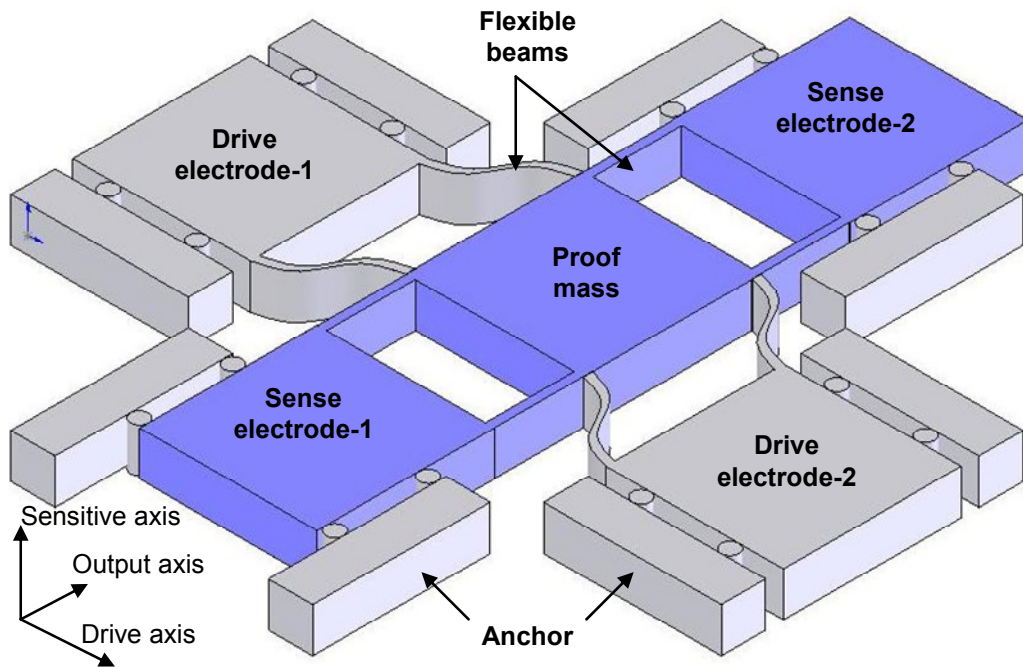 Flexible
beams
Sense
electrode-2
Drive
electrode-1
Proof
mass
Sense
electrode-1
Drive
electrode-2
Sensitive axis
Output axis
Drive axis
Anchor